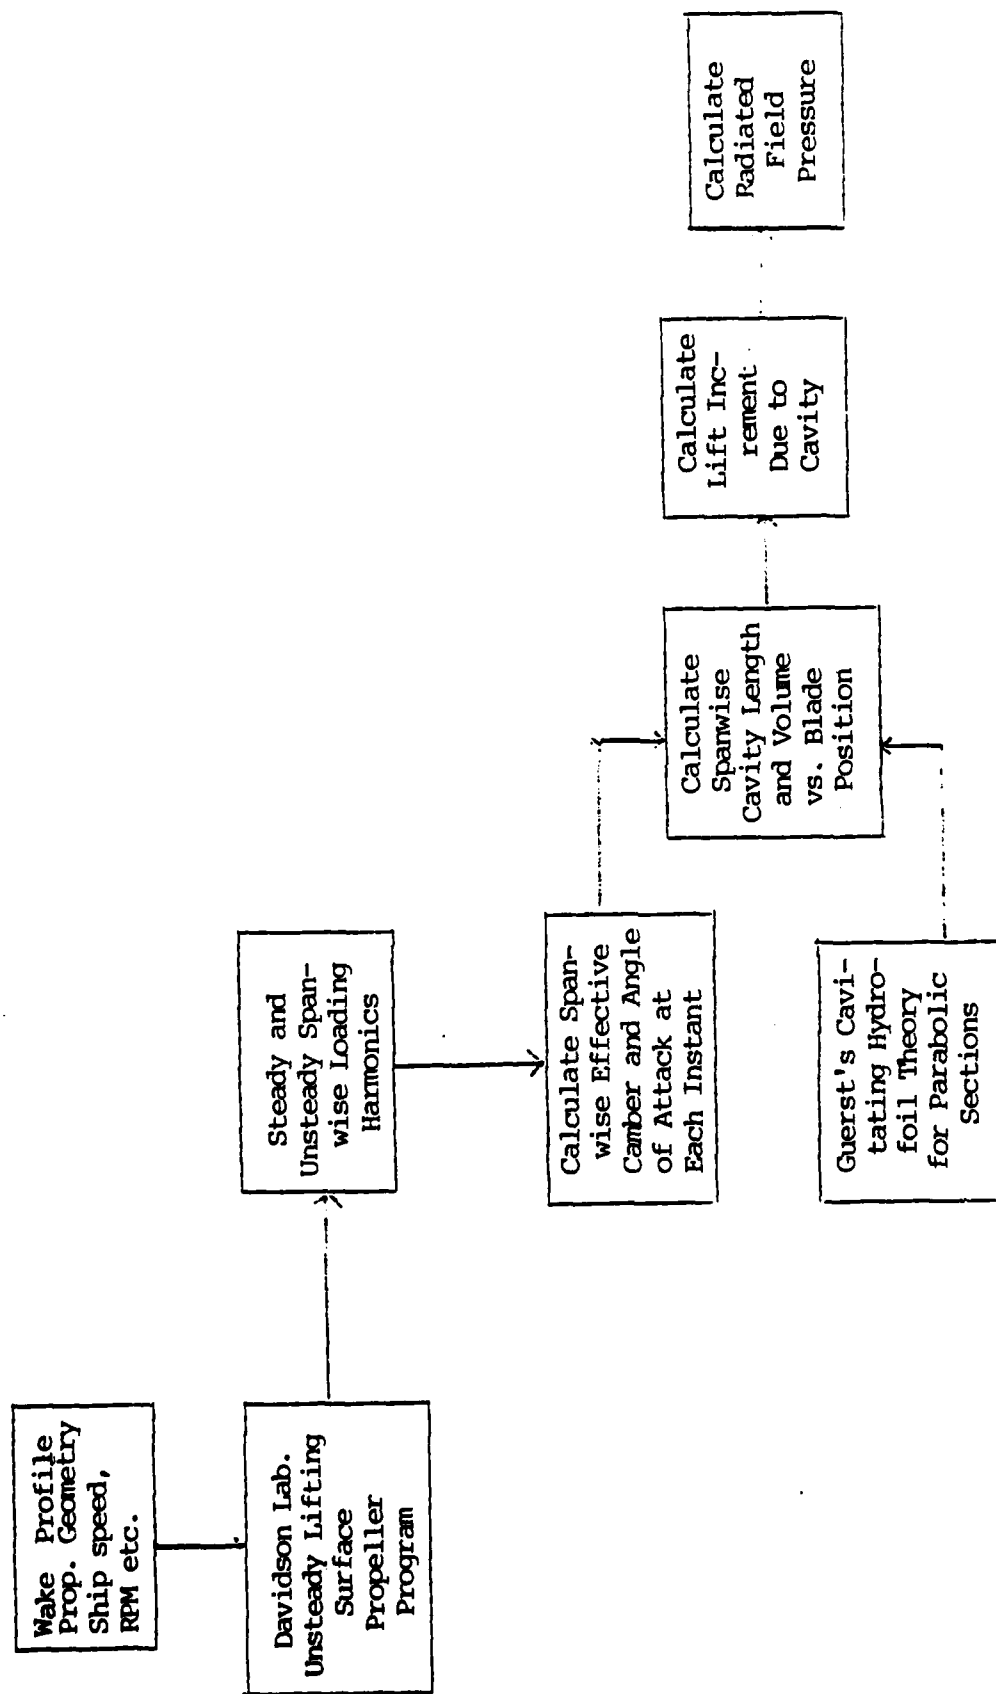 Wake Profile
Prop. Geometry
Ship speed,
RPM etc.
Davidson Lab.
Unsteady Lifting
Surface
Propeller
Program
Steady and
Unsteady Span-
wise Loading
Harmonics
Calculate Span-
wise Effective
Camber and Angle
of Attack at
Each Instant
Guerst's Cavi-
tating Hydro-
foil Theory
for Parabolic
Sections
Calculate
Spanwise
Cavity Length
and Volume
vs. Blade
Position
Calculate
Lift Inc-
rement
Due to
Cavity
Calculate
Radiated
Field
Pressure